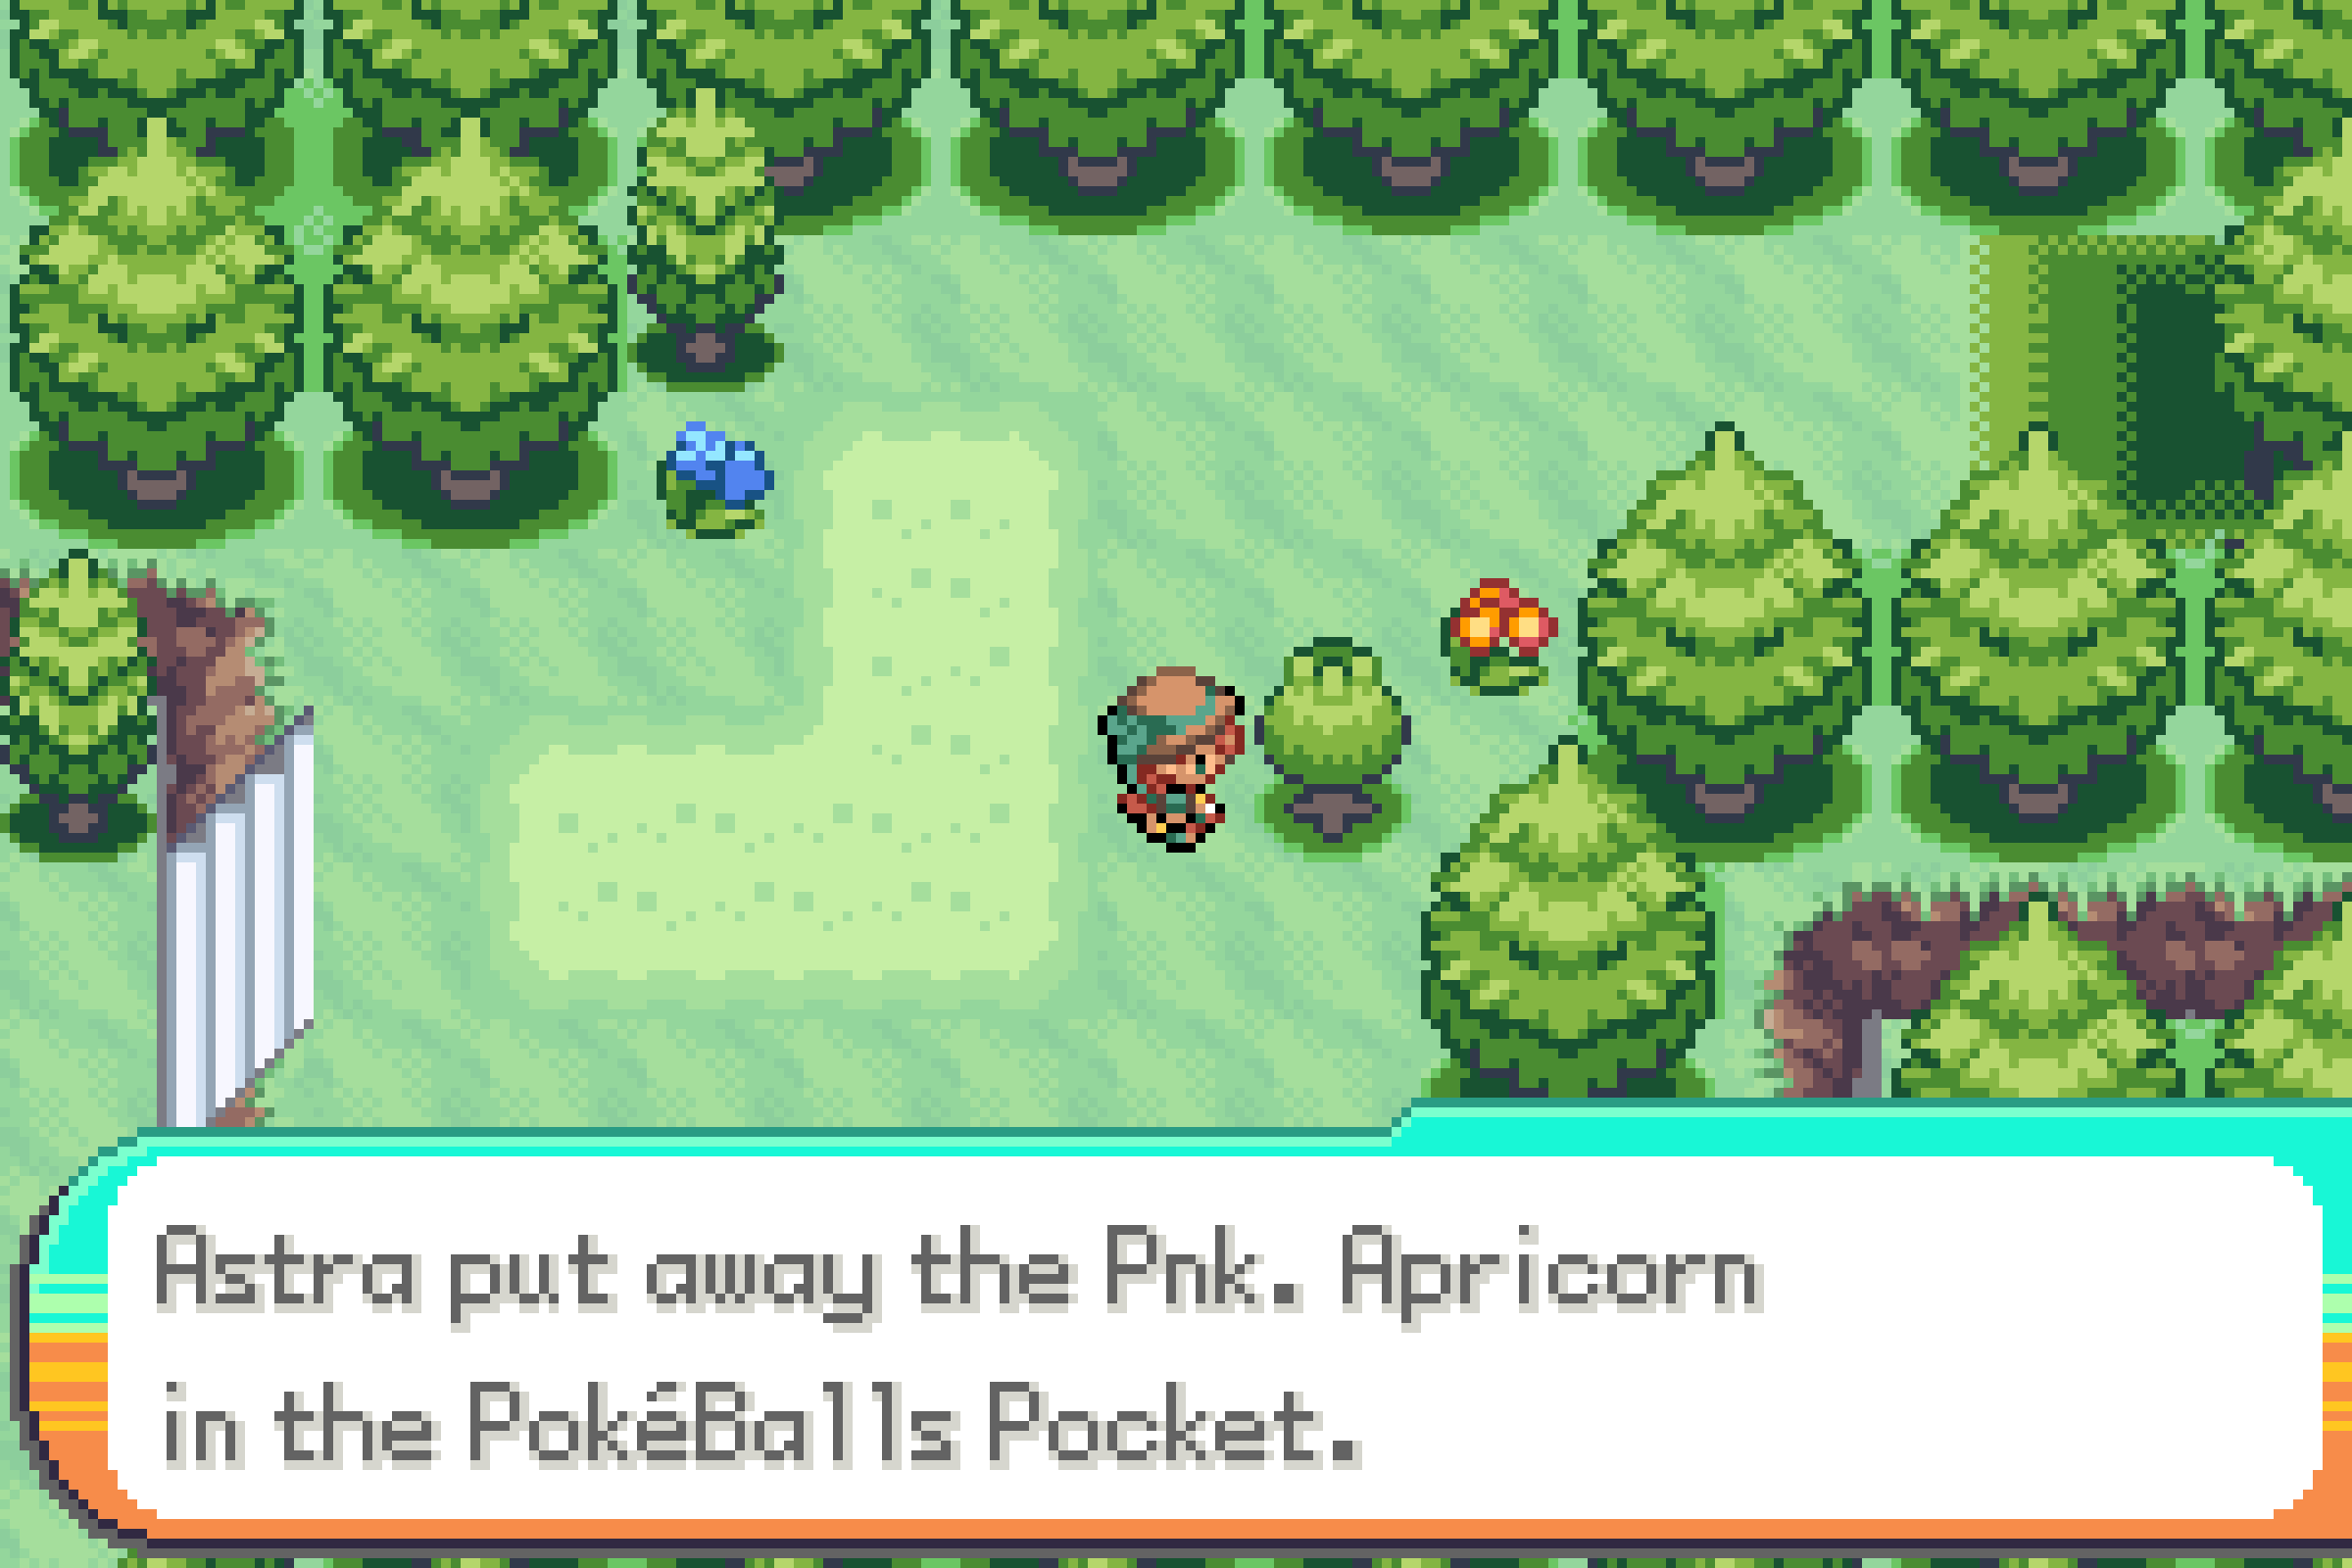 Astra put away the Pnk. Apricorn
in the PokéBalls Pocket.